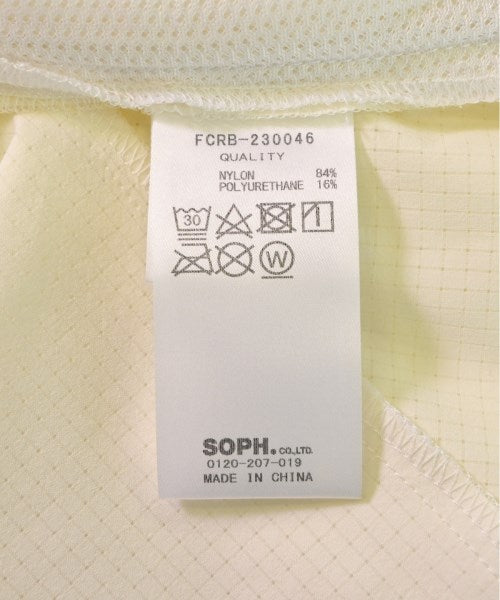 FCRB-230046
QUALITY
NYLON 84%
POLYURETHANE 16%
30
W
SOPH. CO.,LTD.
0120-207-019
MADE IN CHINA